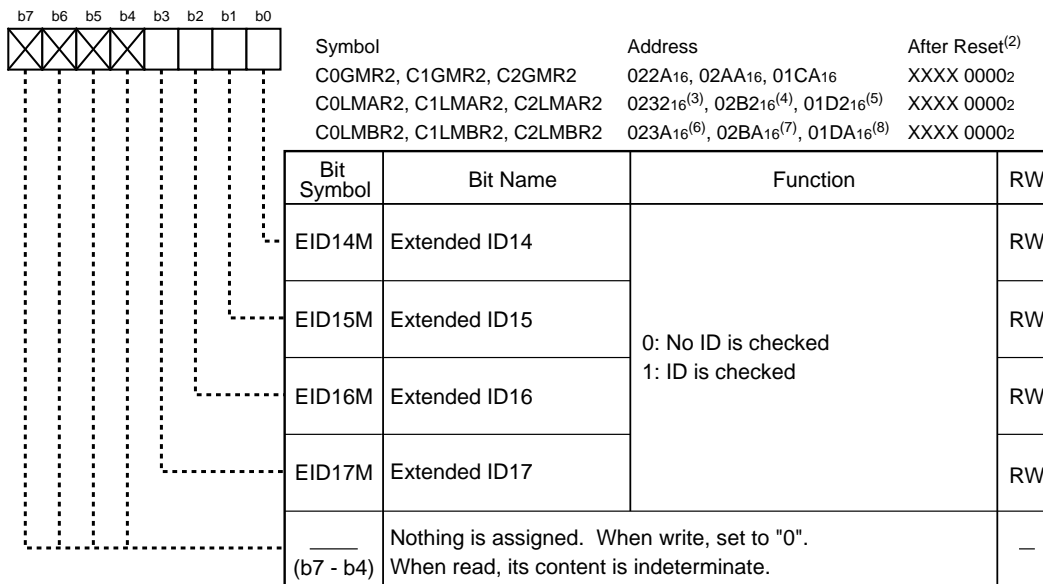 b7 b6 b5 b4 b3 b2 b1 b0
Symbol Address After Reset(2)
C0GMR2, C1GMR2, C2GMR2 022A16, 02AA16, 01CA16 XXXX 00002
C0LMAR2, C1LMAR2, C2LMAR2 023216(3), 02B216(4), 01D216(5) XXXX 00002
C0LMBR2, C1LMBR2, C2LMBR2 023A16(6), 02BA16(7), 01DA16(8) XXXX 00002
Bit Symbol Bit Name Function RW
EID14M Extended ID14 RW
EID15M Extended ID15 RW
0: No ID is checked
1: ID is checked
EID16M Extended ID16 RW
EID17M Extended ID17 RW
(b7 - b4) Nothing is assigned. When write, set to "0". —
When read, its content is indeterminate.